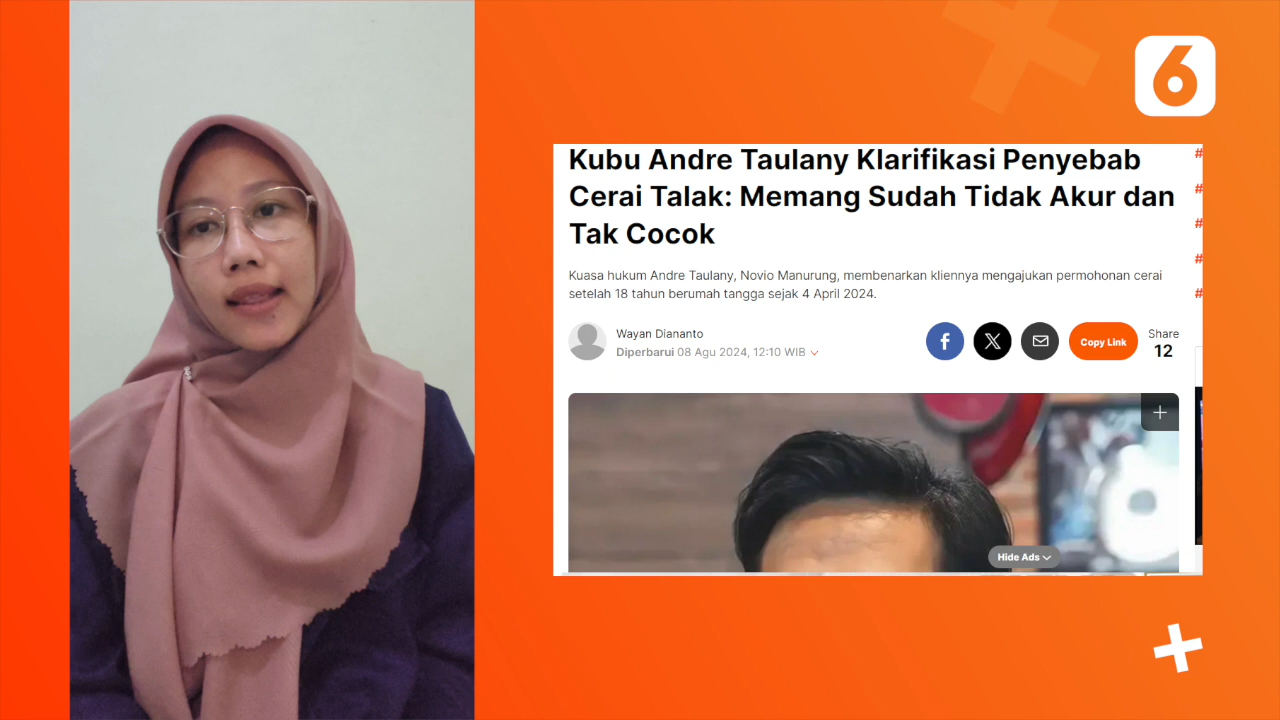 6
Kubu Andre Taulany Klarifikasi Penyebab
Cerai Talak: Memang Sudah Tidak Akur dan
Tak Cocok
Kuasa hukum Andre Taulany, Novio Manurung, membenarkan kliennya mengajukan permohonan cerai
setelah 18 tahun berumah tangga sejak 4 April 2024.
Wayan Diananto
Diperbarui 08 Agu 2024, 12:10 WIB
Copy Link
Share
12
#
#
#
#
#
Hide Ads